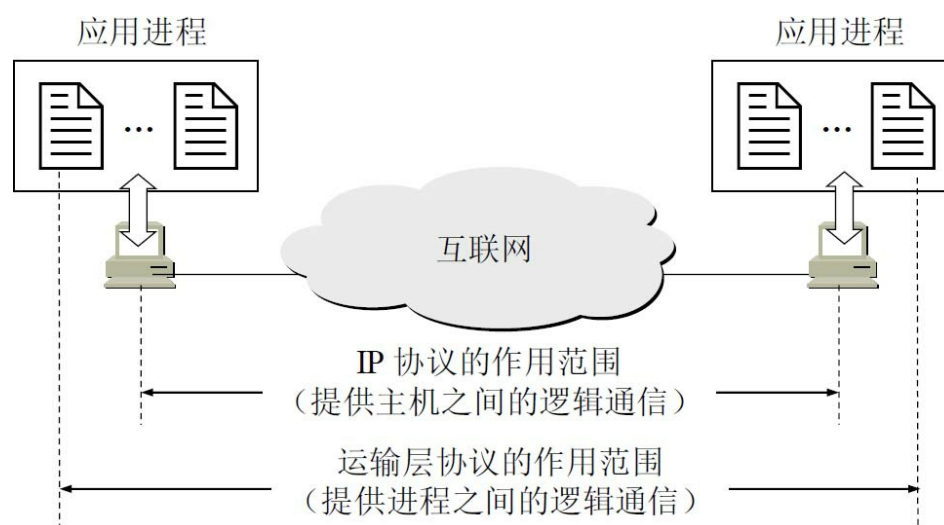 应用进程
应用进程
···
···
互联网
IP 协议的作用范围
（提供主机之间的逻辑通信）
运输层协议的作用范围
（提供进程之间的逻辑通信）